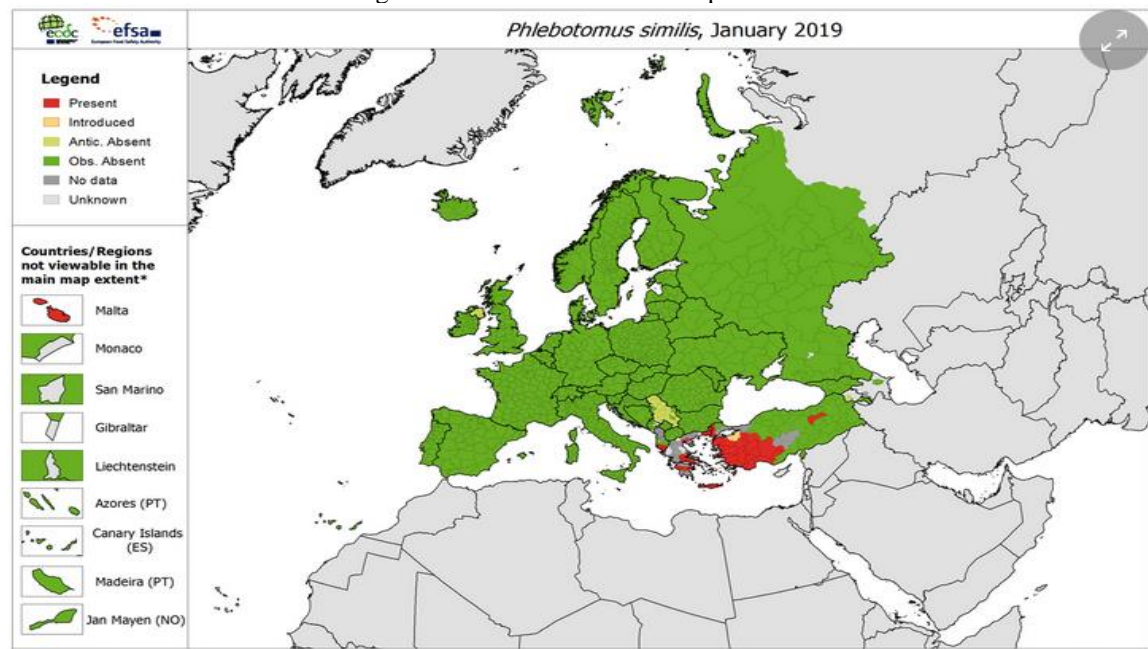 ecdc
efsa
European Food Safety Authority
Phlebotomus similis, January 2019
Legend
Present
Introduced
Antic. Absent
Obs. Absent
No data
Unknown
Countries/Regions
not viewable in the
main map extent*
Malta
Monaco
San Marino
Gibraltar
Liechtenstein
Azores (PT)
Canary Islands
(ES)
Madeira (PT)
Jan Mayen (NO)